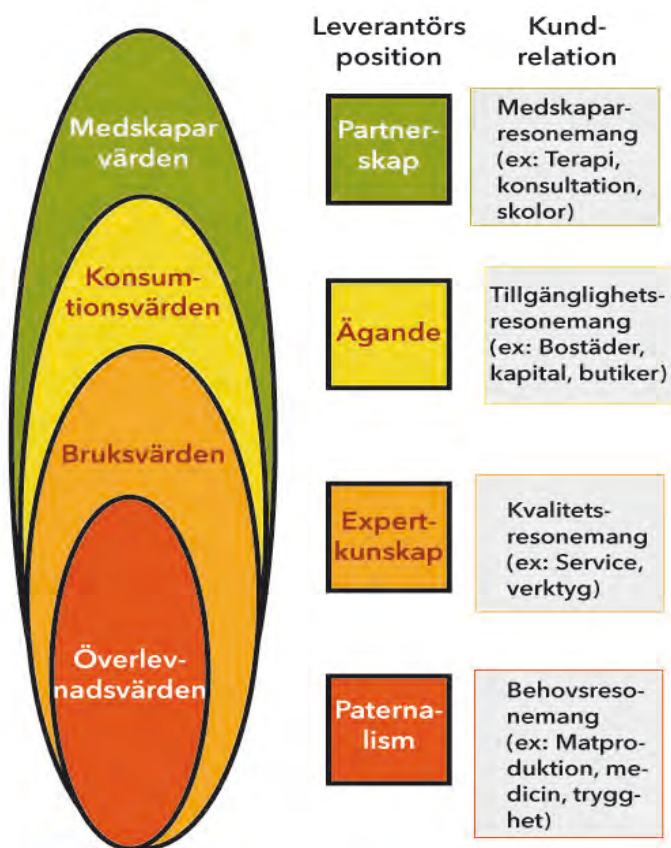 Leverantörs
position
Kund-
relation
Medskapar
värden
Partner-
skap
Medskapar-
resonemang
(ex: Terapi,
konsultation,
skolor)
Konsum-
tionsvärden
Ägande
Tillgänglighets-
resonemang
(ex: Bostäder,
kapital, butiker)
Bruksvärden
Expert-
kunskap
Kvalitets-
resonemang
(ex: Service,
verktyg)
Överlev-
nadsvärden
Paterna-
lism
Behovsreso-
nemang
(ex: Matpro-
duktion, me-
dicin, trygg-
het)